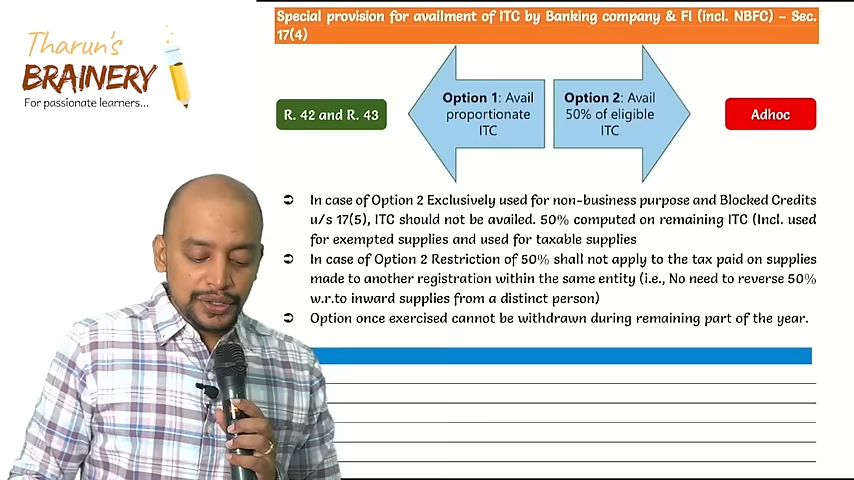 Tharun's
BRAINERY
For passionate learners...
Special provision for availment of ITC by Banking company & FI (incl. NBFC) – Sec.
17(4)
R. 42 and R. 43
Option 1: Avail
proportionate
ITC
Option 2: Avail
50% of eligible
ITC
Adhoc
➲ In case of Option 2 Exclusively used for non-business purpose and Blocked Credits
u/s 17(5), ITC should not be availed. 50% computed on remaining ITC (Incl. used
for exempted supplies and used for taxable supplies
➲ In case of Option 2 Restriction of 50% shall not apply to the tax paid on supplies
made to another registration within the same entity (i.e., No need to reverse 50%
w.r.to inward supplies from a distinct person)
➲ Option once exercised cannot be withdrawn during remaining part of the year.